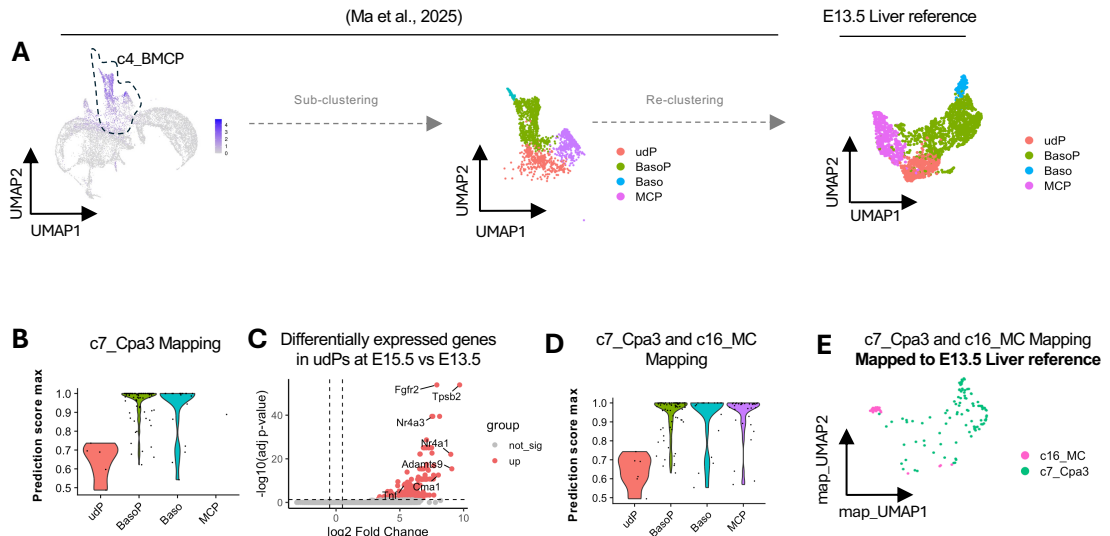 (Ma et al., 2025)
E13.5 Liver reference
A
c4_BMCP
4
3
2
1
0
Sub-clustering
Re-clustering
udP
BasoP
Baso
MCP
udP
BasoP
Baso
MCP
UMAP2
UMAP1
UMAP2
UMAP1
UMAP2
UMAP1
B
c7_Cpa3 Mapping
Prediction score max
1.0
0.9
0.8
0.7
0.6
0.5
udP
BasoP
Baso
MCP
C
Differentially expressed genes
in udPs at E15.5 vs E13.5
-log10(adj p-value)
40
20
0
Fgfr2
Tpsb2
Nr4a3
Nr4a1
Adamts9
Cma1
Tnf
0
5
10
log2 Fold Change
group
not_sig
up
D
c7_Cpa3 and c16_MC
Mapping
Prediction score max
1.0
0.9
0.8
0.7
0.6
0.5
udP
BasoP
Baso
MCP
E
c7_Cpa3 and c16_MC Mapping
Mapped to E13.5 Liver reference
map_UMAP2
map_UMAP1
c16_MC
c7_Cpa3